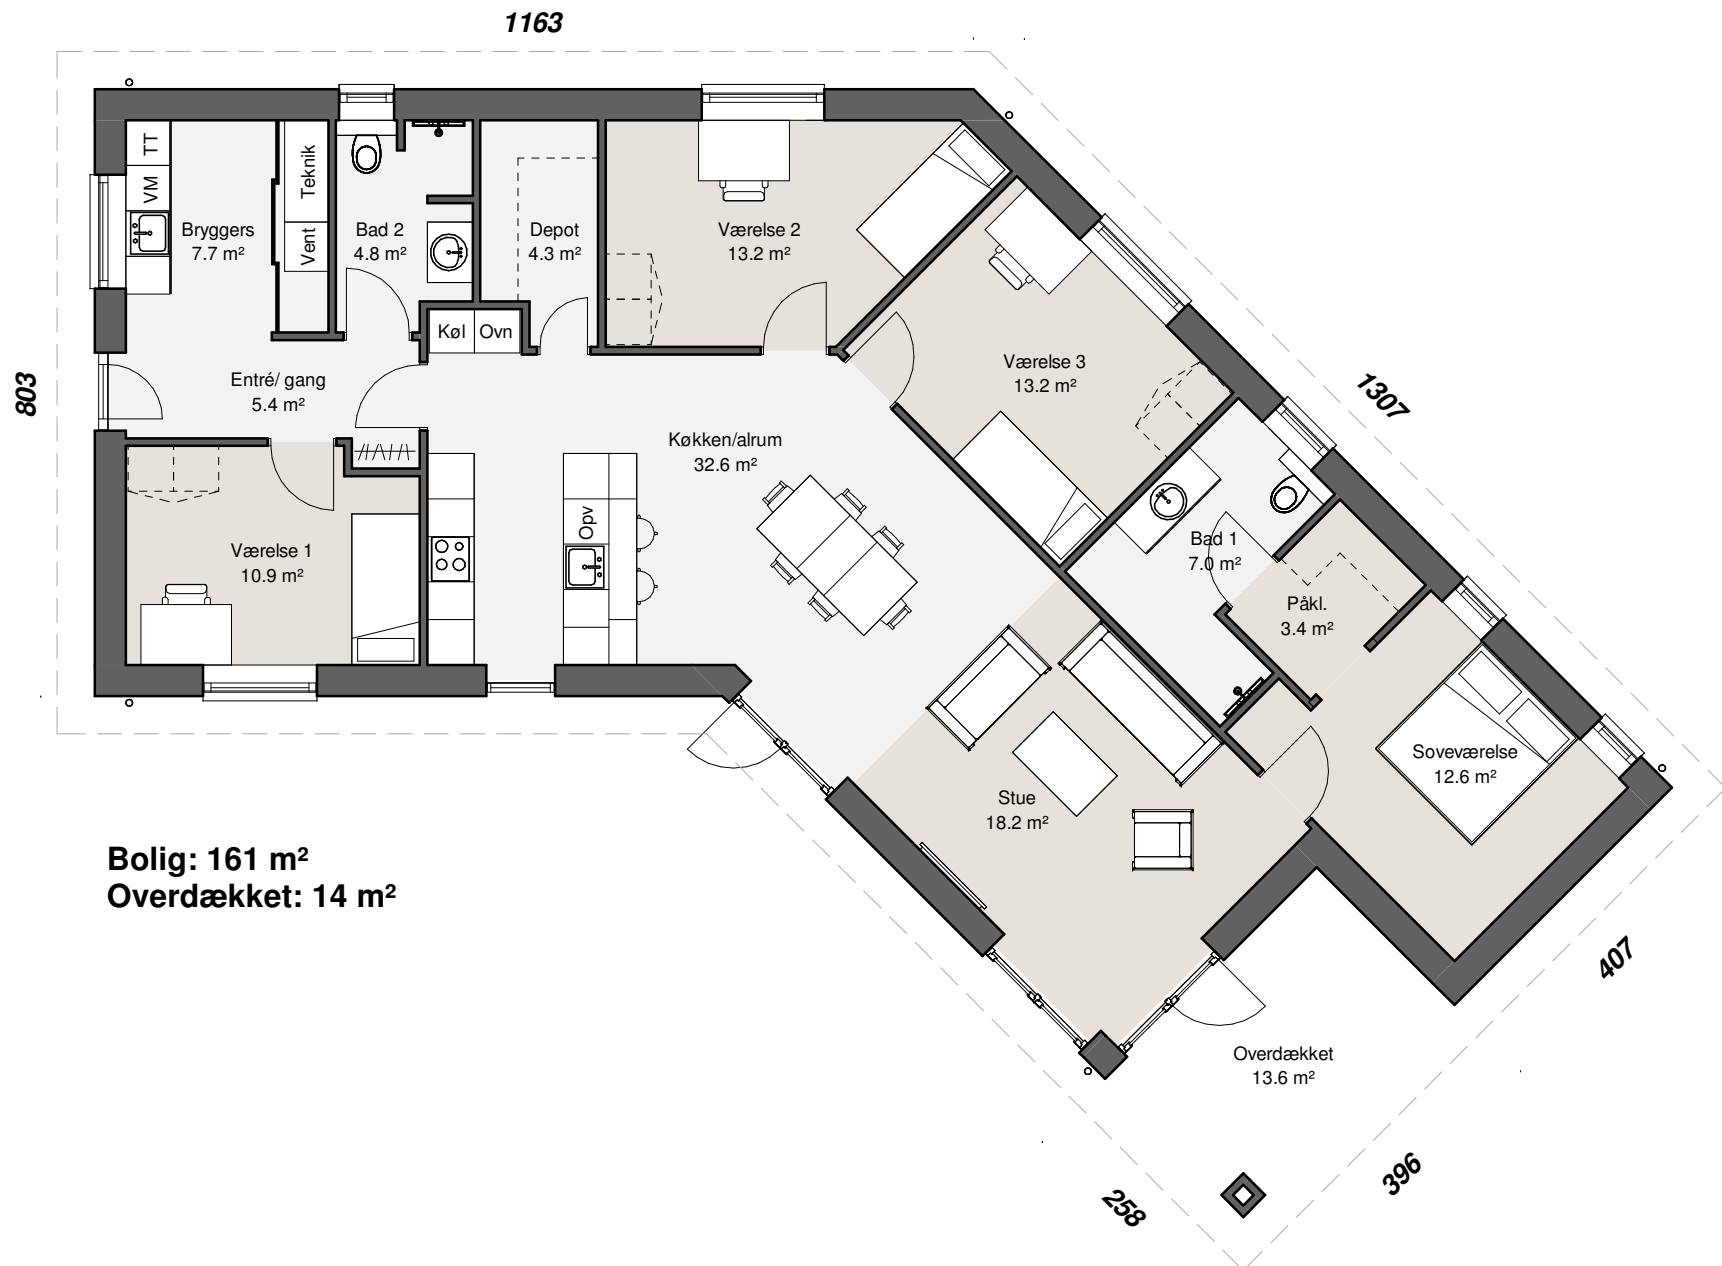 1163
TT
VM
Teknik
Vent
Bryggers
7.7 m²
Bad 2
4.8 m²
Depot
4.3 m²
Værelse 2
13.2 m²
Køl
Ovn
Værelse 3
13.2 m²
803
Entré/ gang
5.4 m²
1307
Køkken/alrum
32.6 m²
Opv
Værelse 1
10.9 m²
Bad 1
7.0 m²
Påkl.
3.4 m²
Soveværelse
12.6 m²
Stue
18.2 m²
Bolig: 161 m²
Overdækket: 14 m²
407
Overdækket
13.6 m²
396
258